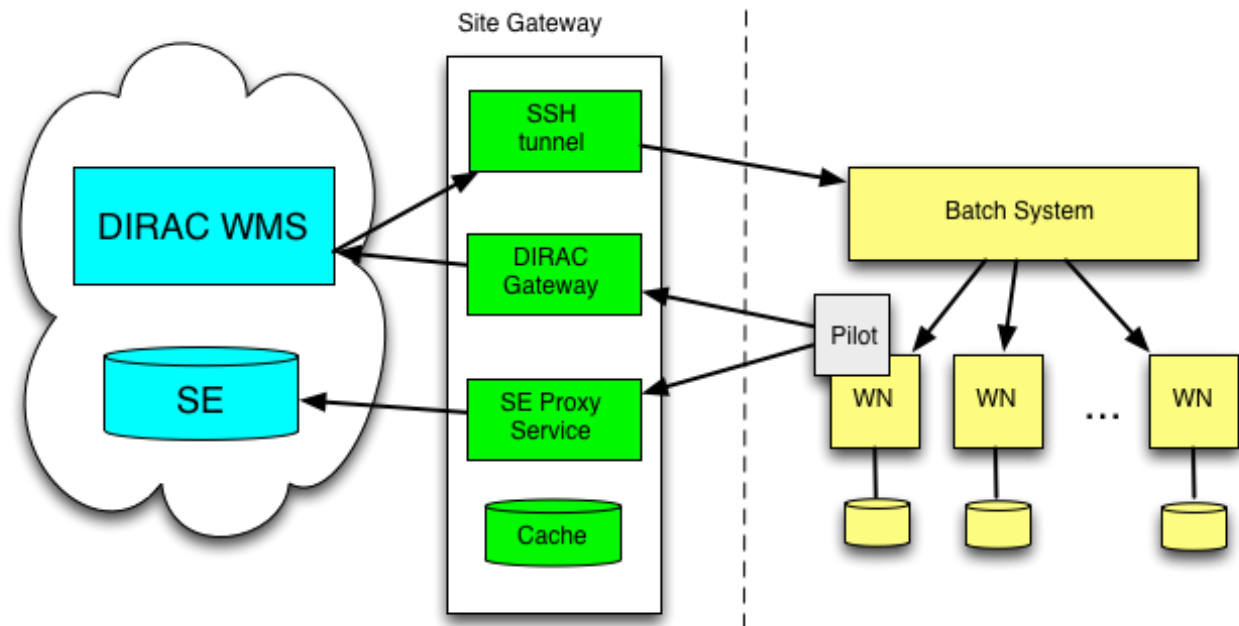 Site Gateway
SSH
tunnel
DIRAC WMS
Batch System
DIRAC
Gateway
Pilot
SE
SE Proxy
Service
WN
WN
...
WN
Cache